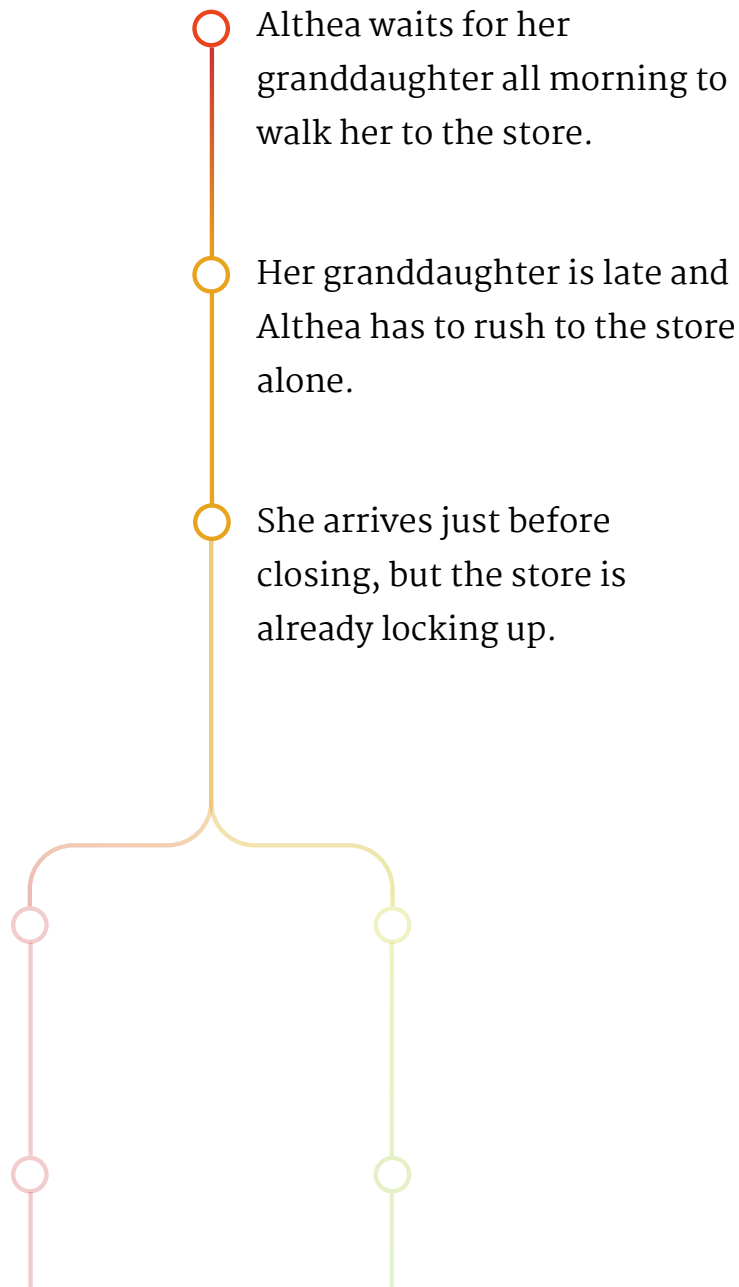 Althea waits for her
granddaughter all morning to
walk her to the store.
Her granddaughter is late and
Althea has to rush to the store
alone.
She arrives just before
closing, but the store is
already locking up.